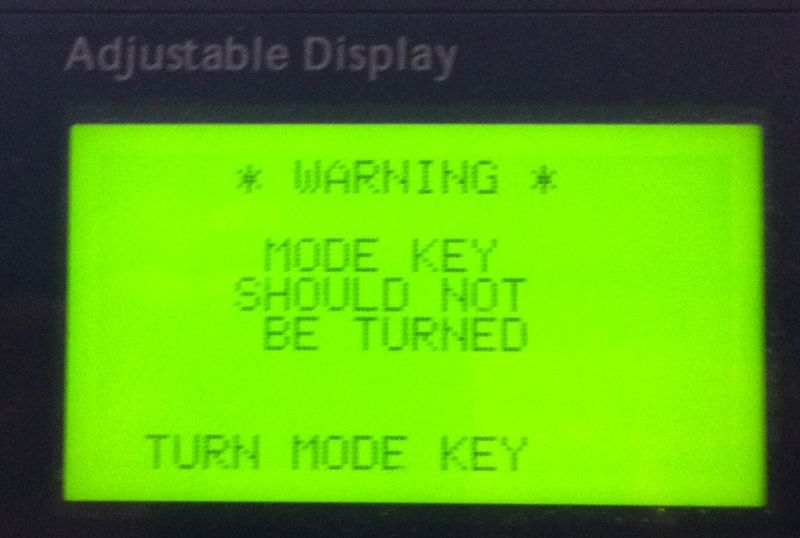 Adjustable Display
* WARNING *
MODE KEY
SHOULD NOT
BE TURNED
TURN MODE KEY